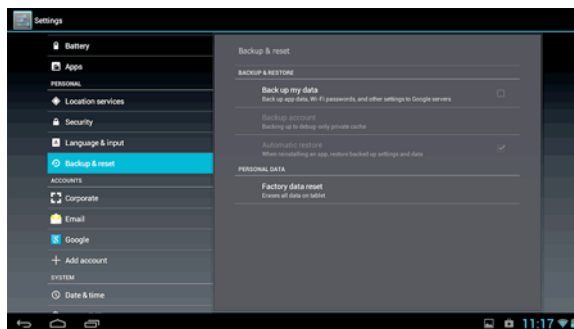 Settings
Battery
Apps
PERSONAL
Location services
Security
Language & input
Backup & reset
ACCOUNTS
Corporate
Email
Google
Add account
SYSTEM
Date & time
Backup & reset
BACKUP & RESTORE
Back up my data
Back up app data, Wi-Fi passwords, and other settings to Google servers
Backup account
Backing up to debug-only private cache
Automatic restore
When reinstalling an app, restore backed up settings and data
PERSONAL DATA
Factory data reset
Erases all data on tablet
11:17